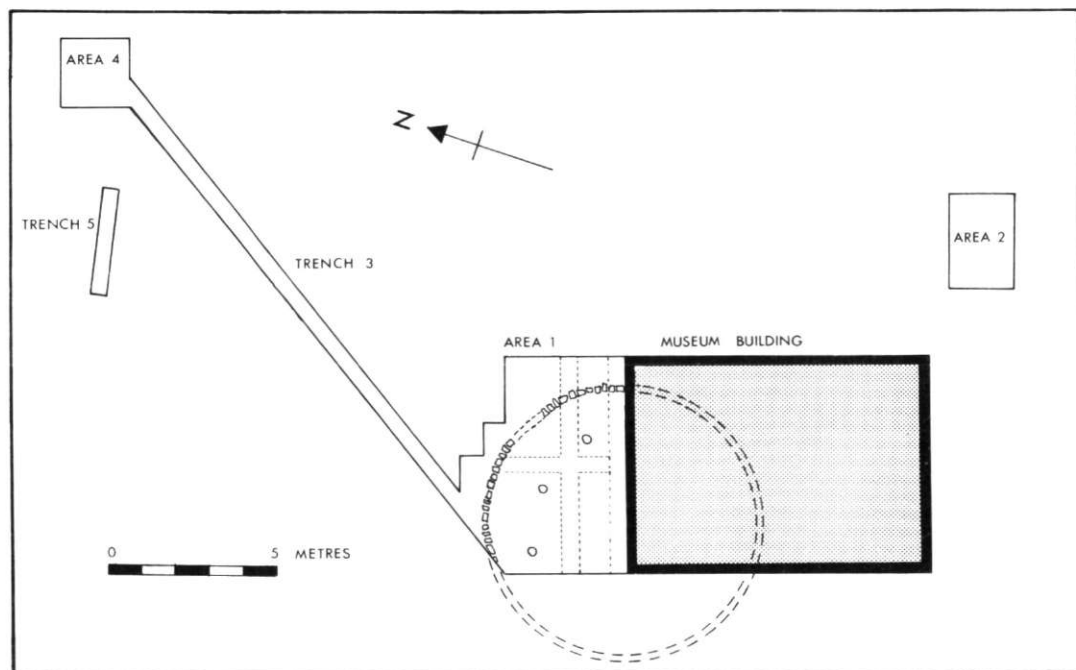 AREA 4
N
TRENCH 5
AREA 2
TRENCH 3
AREA 1
MUSEUM BUILDING
0 5 METRES